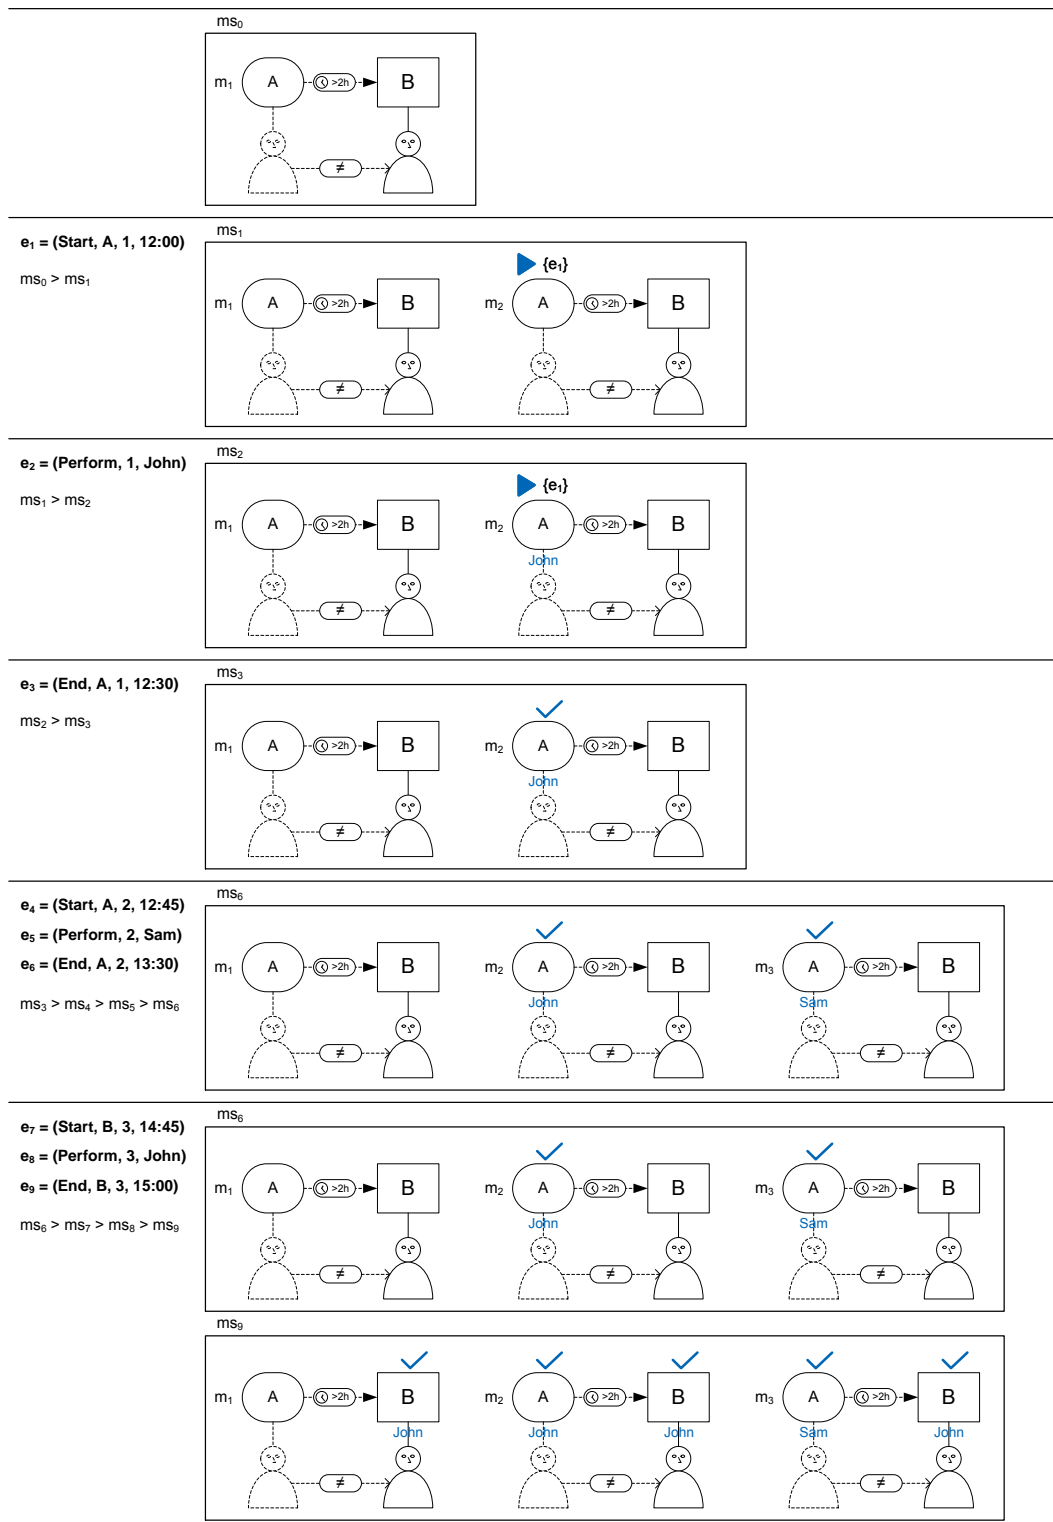 ms₀
m₁ A >2h B
≠
e₁ = (Start, A, 1, 12:00)
ms₀ > ms₁
ms₁
{e₁}
m₁ A >2h B m₂ A >2h B
≠ ≠
e₂ = (Perform, 1, John)
ms₁ > ms₂
ms₂
{e₁}
m₁ A >2h B m₂ A >2h B
John
≠ ≠
e₃ = (End, A, 1, 12:30)
ms₂ > ms₃
ms₃
m₁ A >2h B m₂ A >2h B
John
≠ ≠
e₄ = (Start, A, 2, 12:45)
e₅ = (Perform, 2, Sam)
e₆ = (End, A, 2, 13:30)
ms₃ > ms₄ > ms₅ > ms₆
ms₆
m₁ A >2h B m₂ A >2h B m₃ A >2h B
John Sam
≠ ≠ ≠
e₇ = (Start, B, 3, 14:45)
e₈ = (Perform, 3, John)
e₉ = (End, B, 3, 15:00)
ms₆ > ms₇ > ms₈ > ms₉
ms₆
m₁ A >2h B m₂ A >2h B m₃ A >2h B
John Sam
≠ ≠ ≠
ms₉
m₁ A >2h B m₂ A >2h B m₃ A >2h B
John John John Sam John
≠ ≠ ≠